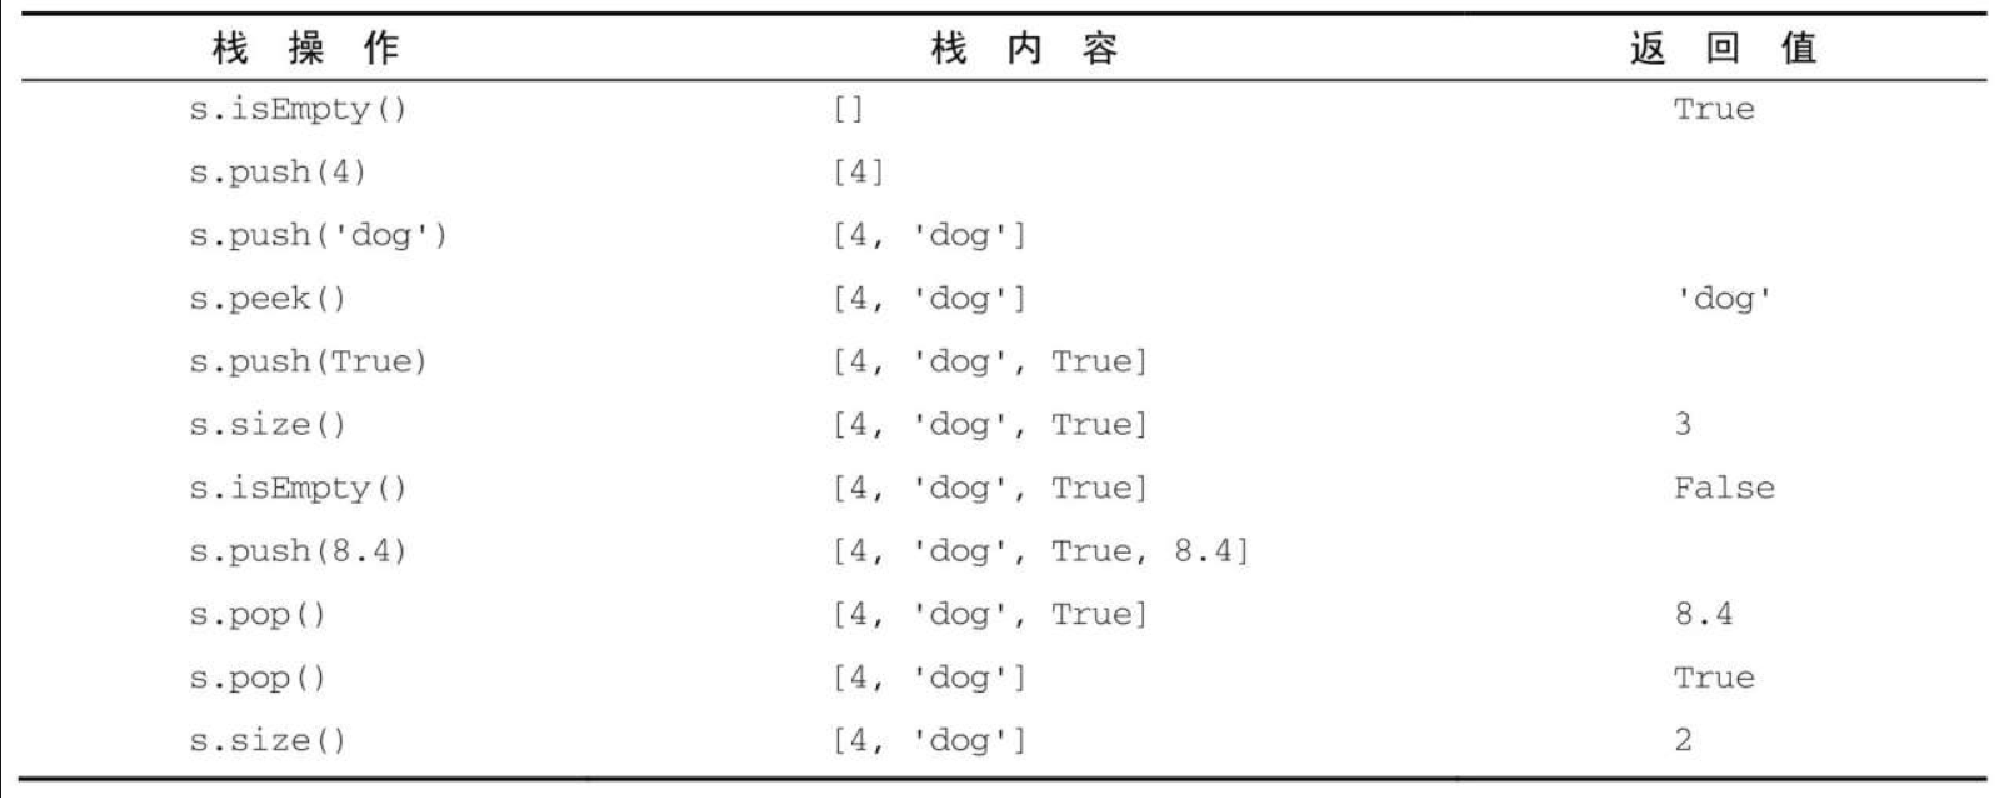 栈 操 作 栈 内 容 返 回 值
s.isEmpty() [] True
s.push(4) [4]
s.push('dog') [4, 'dog']
s.peek() [4, 'dog'] 'dog'
s.push(True) [4, 'dog', True]
s.size() [4, 'dog', True] 3
s.isEmpty() [4, 'dog', True] False
s.push(8.4) [4, 'dog', True, 8.4]
s.pop() [4, 'dog', True] 8.4
s.pop() [4, 'dog'] True
s.size() [4, 'dog'] 2